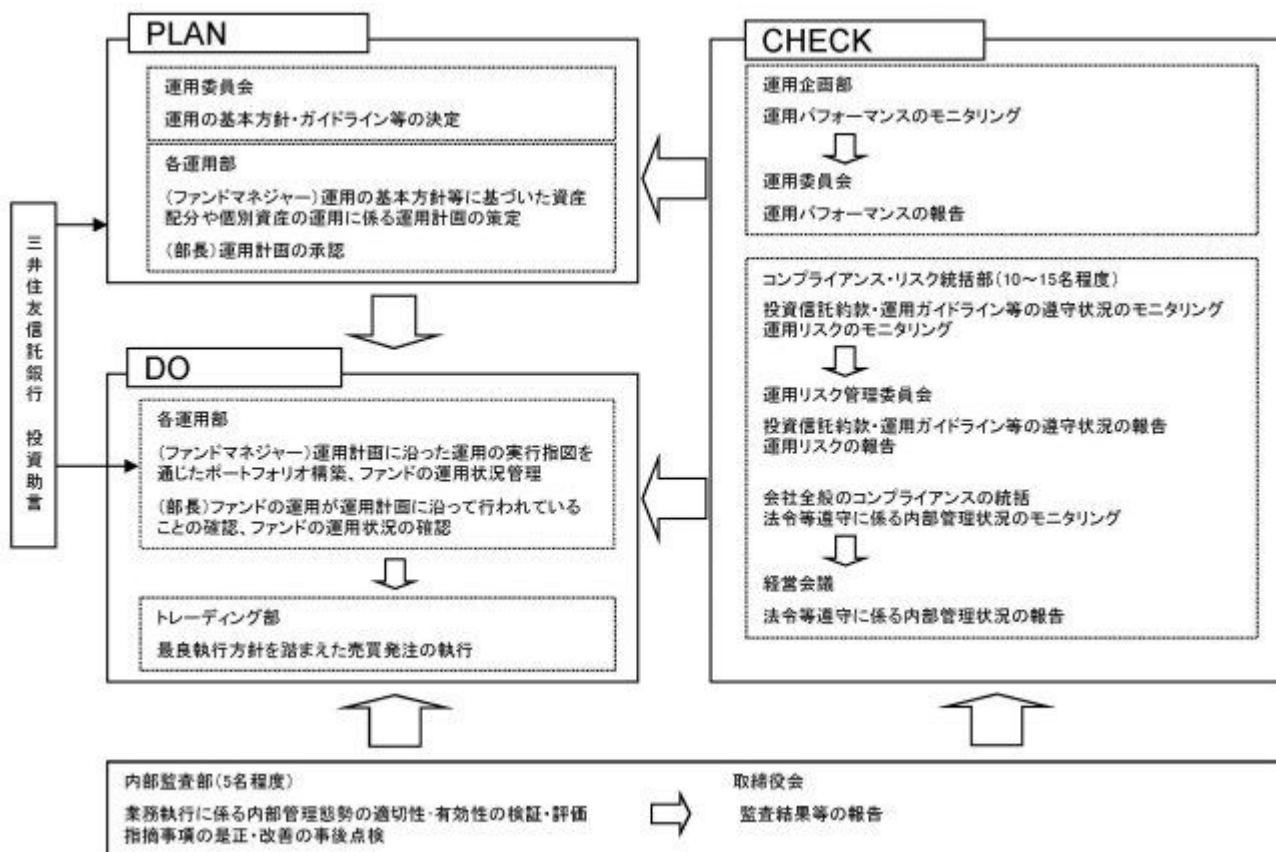 PLAN
運用委員会
運用の基本方針・ガイドライン等の決定
各運用部
(ファンドマネジャー)運用の基本方針等に基づいた資産
配分や個別資産の運用に係る運用計画の策定
(部長)運用計画の承認
三井住友信託銀行 投資助言
DO
各運用部
(ファンドマネジャー)運用計画に沿った運用の実行指図を
通じたポートフォリオ構築、ファンドの運用状況管理
(部長)ファンドの運用が運用計画に沿って行われている
ことの確認、ファンドの運用状況の確認
トレーディング部
最良執行方針を踏まえた売買発注の執行
CHECK
運用企画部
運用パフォーマンスのモニタリング
運用委員会
運用パフォーマンスの報告
コンプライアンス・リスク統括部(10～15名程度)
投資信託約款・運用ガイドライン等の遵守状況のモニタリング
運用リスクのモニタリング
運用リスク管理委員会
投資信託約款・運用ガイドライン等の遵守状況の報告
運用リスクの報告
会社全般のコンプライアンスの統括
法令等遵守に係る内部管理状況のモニタリング
経営会議
法令等遵守に係る内部管理状況の報告
内部監査部(5名程度)
業務執行に係る内部管理態勢の適切性・有効性の検証・評価
指摘事項の是正・改善の事後点検
取締役会
監査結果等の報告